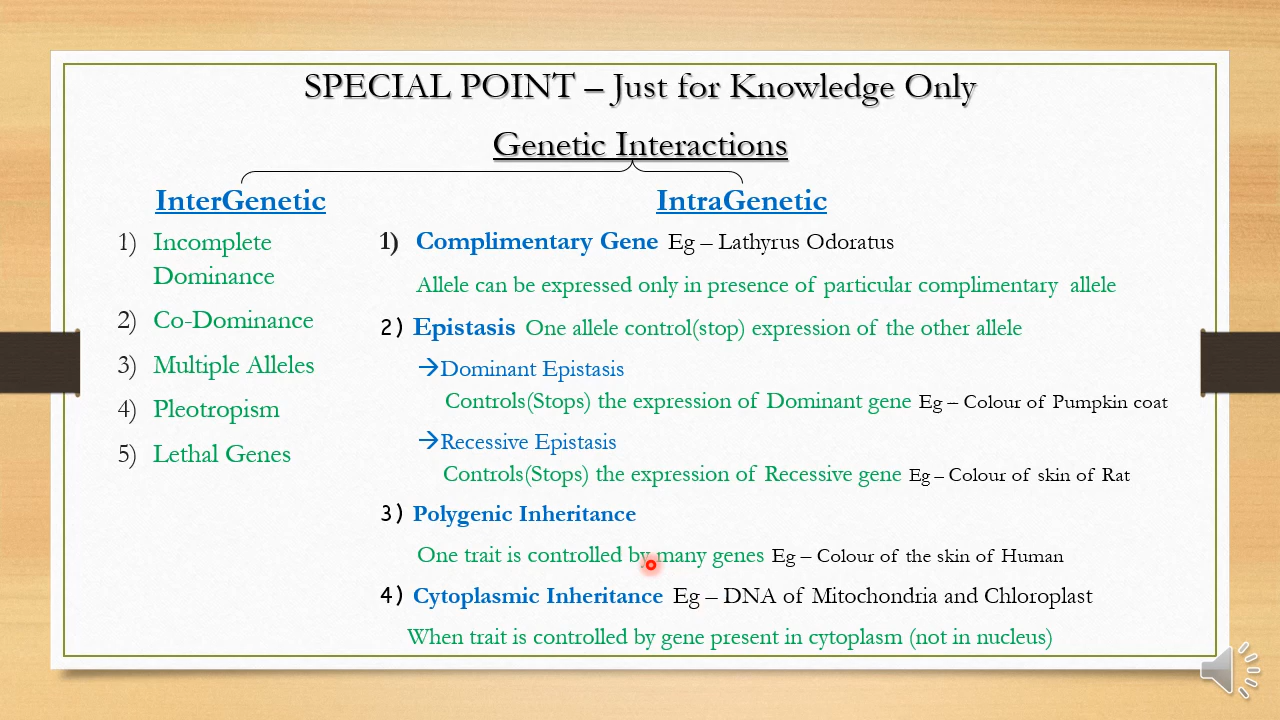 SPECIAL POINT – Just for Knowledge Only
Genetic Interactions
InterGenetic
1) Incomplete
Dominance
2) Co-Dominance
3) Multiple Alleles
4) Pleotropism
5) Lethal Genes
IntraGenetic
1) Complimentary Gene Eg – Lathyrus Odoratus
Allele can be expressed only in presence of particular complimentary allele
2) Epistasis One allele control(stop) expression of the other allele
→Dominant Epistasis
Controls(Stops) the expression of Dominant gene Eg – Colour of Pumpkin coat
→Recessive Epistasis
Controls(Stops) the expression of Recessive gene Eg – Colour of skin of Rat
3) Polygenic Inheritance
One trait is controlled by many genes Eg – Colour of the skin of Human
4) Cytoplasmic Inheritance Eg – DNA of Mitochondria and Chloroplast
When trait is controlled by gene present in cytoplasm (not in nucleus)